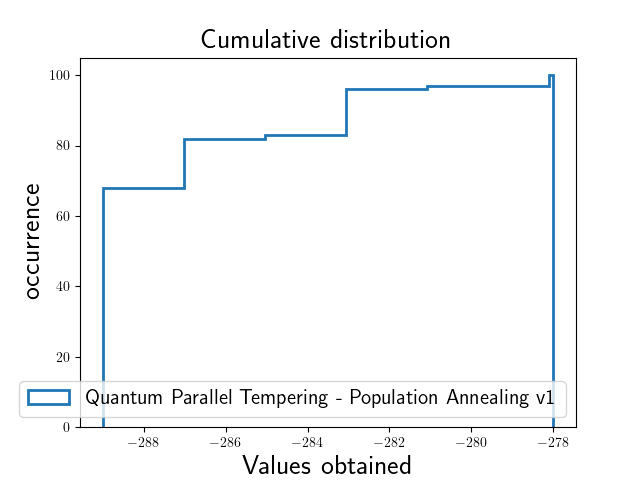 Cumulative distribution
100
80
60
40
20
0
occurrence
Quantum Parallel Tempering - Population Annealing v1
−288 −286 −284 −282 −280 −278
Values obtained